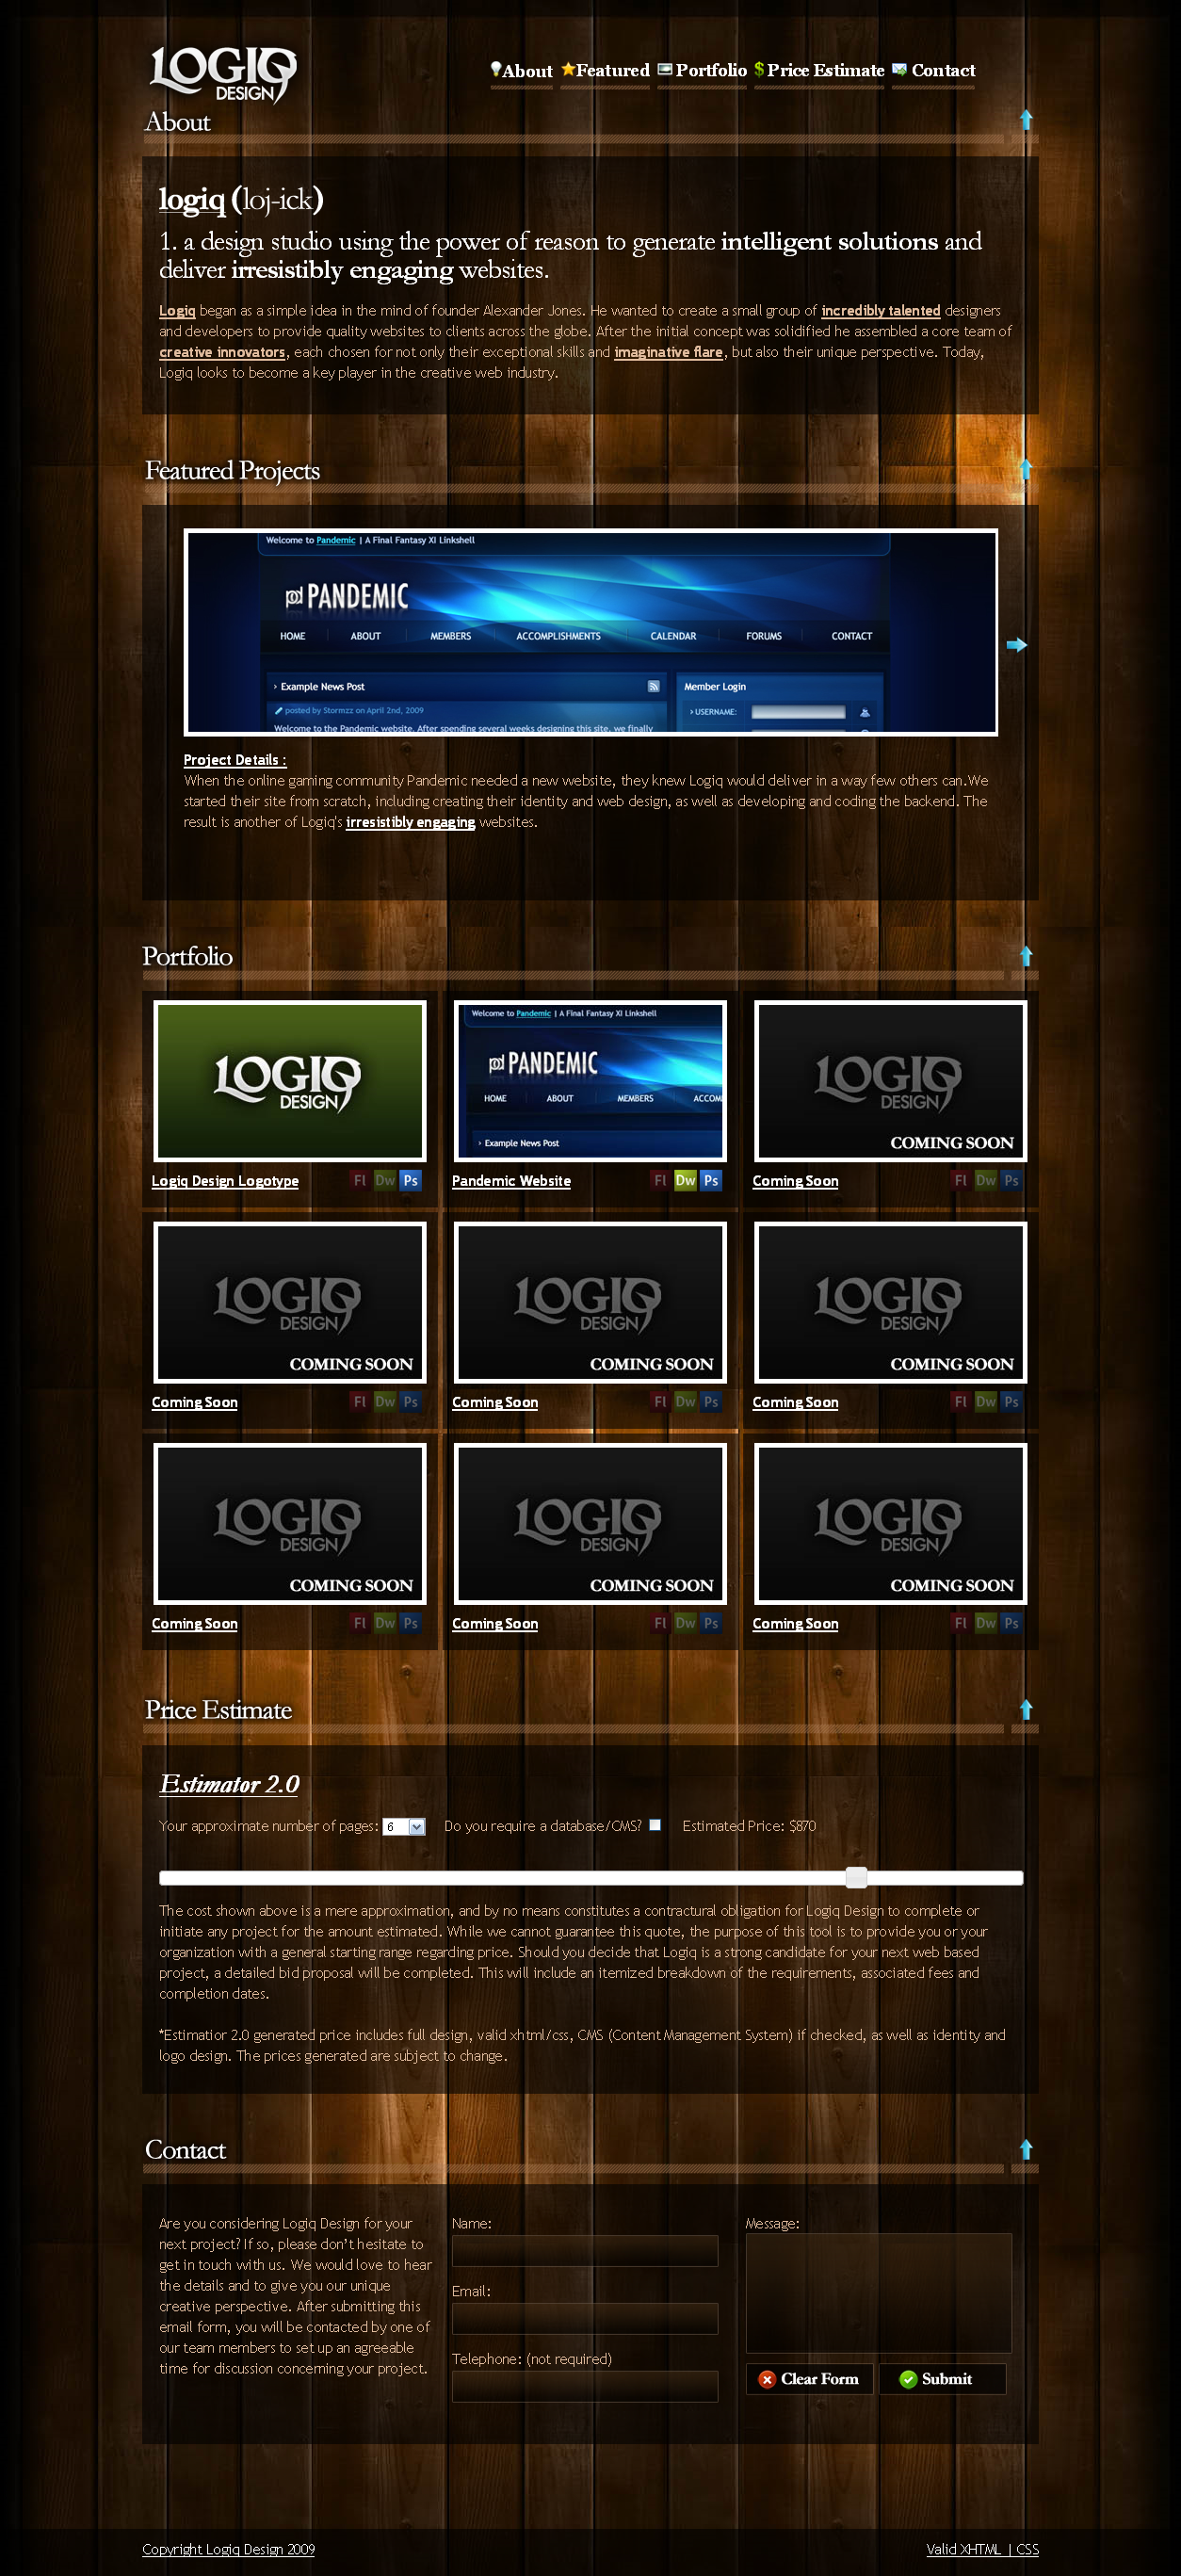 LOGIQ
DESIGN
About
Featured
Portfolio
Price Estimate
Contact
About
logiq (loj-ick)
1. a design studio using the power of reason to generate intelligent solutions and
deliver irresistibly engaging websites.
Logiq began as a simple idea in the mind of founder Alexander Jones. He wanted to create a small group of incredibly talented designers
and developers to provide quality websites to clients across the globe. After the initial concept was solidified he assembled a core team of
creative innovators, each chosen for not only their exceptional skills and imaginative flare, but also their unique perspective. Today,
Logiq looks to become a key player in the creative web industry.
Featured Projects
Welcome to Pandemic | A Final Fantasy XI Linkshell
PANDEMIC
HOME
ABOUT
MEMBERS
ACCOMPLISHMENTS
CALENDAR
FORUMS
CONTACT
› Example News Post
Member Login
posted by Stormzz on April 2nd, 2009
› USERNAME:
Welcome to the Pandemic website. After spending several weeks designing this site, we finally
Project Details :
When the online gaming community Pandemic needed a new website, they knew Logiq would deliver in a way few others can.We
started their site from scratch, including creating their identity and web design, as well as developing and coding the backend. The
result is another of Logiq's irresistibly engaging websites.
Portfolio
LOGIQ
DESIGN
Logiq Design Logotype
Fl Dw Ps
Welcome to Pandemic | A Final Fantasy XI Linkshell
PANDEMIC
HOME
ABOUT
MEMBERS
ACCOM
› Example News Post
Pandemic Website
Fl Dw Ps
LOGIQ
DESIGN
COMING SOON
Coming Soon
Fl Dw Ps
LOGIQ
DESIGN
COMING SOON
Coming Soon
Fl Dw Ps
LOGIQ
DESIGN
COMING SOON
Coming Soon
Fl Dw Ps
LOGIQ
DESIGN
COMING SOON
Coming Soon
Fl Dw Ps
LOGIQ
DESIGN
COMING SOON
Coming Soon
Fl Dw Ps
LOGIQ
DESIGN
COMING SOON
Coming Soon
Fl Dw Ps
LOGIQ
DESIGN
COMING SOON
Coming Soon
Fl Dw Ps
Price Estimate
Estimator 2.0
Your approximate number of pages: 6 Do you require a database/CMS? Estimated Price: $870
The cost shown above is a mere approximation, and by no means constitutes a contractural obligation for Logiq Design to complete or
initiate any project for the amount estimated. While we cannot guarantee this quote, the purpose of this tool is to provide you or your
organization with a general starting range regarding price. Should you decide that Logiq is a strong candidate for your next web based
project, a detailed bid proposal will be completed. This will include an itemized breakdown of the requirements, associated fees and
completion dates.
*Estimatior 2.0 generated price includes full design, valid xhtml/css, CMS (Content Management System) if checked, as well as identity and
logo design. The prices generated are subject to change.
Contact
Are you considering Logiq Design for your
next project? If so, please don't hesitate to
get in touch with us. We would love to hear
the details and to give you our unique
creative perspective. After submitting this
email form, you will be contacted by one of
our team members to set up an agreeable
time for discussion concerning your project.
Name:
Email:
Telephone: (not required)
Message:
Clear Form
Submit
Copyright Logiq Design 2009
Valid XHTML | CSS